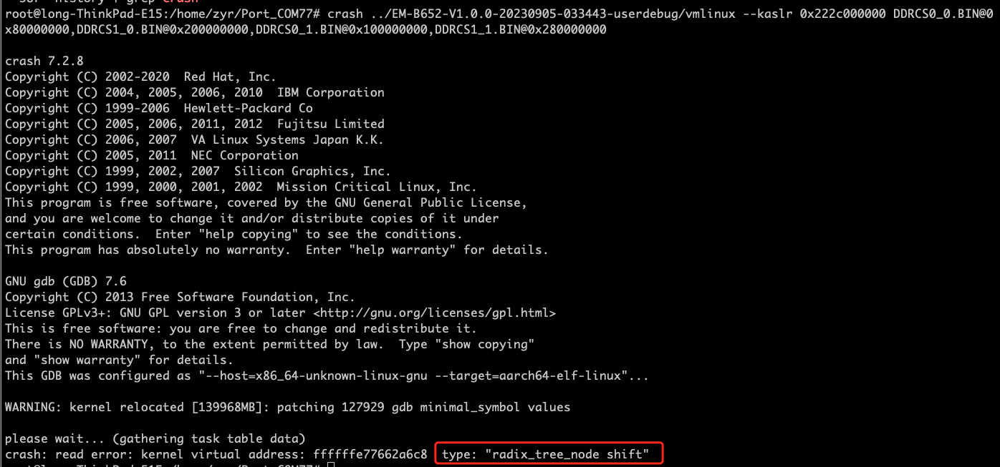 root@long-ThinkPad-E15:/home/zyr/Port_COM77# crash ../EM-B652-V1.0.0-20230905-033443-userdebug/vmlinux --kaslr 0x222c000000 DDRCS0_0.BIN@0
x80000000,DDRCS1_0.BIN@0x200000000,DDRCS0_1.BIN@0x100000000,DDRCS1_1.BIN@0x280000000
crash 7.2.8
Copyright (C) 2002-2020  Red Hat, Inc.
Copyright (C) 2004, 2005, 2006, 2010  IBM Corporation
Copyright (C) 1999-2006  Hewlett-Packard Co
Copyright (C) 2005, 2006, 2011, 2012  Fujitsu Limited
Copyright (C) 2006, 2007  VA Linux Systems Japan K.K.
Copyright (C) 2005, 2011  NEC Corporation
Copyright (C) 1999, 2002, 2007  Silicon Graphics, Inc.
Copyright (C) 1999, 2000, 2001, 2002  Mission Critical Linux, Inc.
This program is free software, covered by the GNU General Public License,
and you are welcome to change it and/or distribute copies of it under
certain conditions.  Enter "help copying" to see the conditions.
This program has absolutely no warranty.  Enter "help warranty" for details.
GNU gdb (GDB) 7.6
Copyright (C) 2013 Free Software Foundation, Inc.
License GPLv3+: GNU GPL version 3 or later <http://gnu.org/licenses/gpl.html>
This is free software: you are free to change and redistribute it.
There is NO WARRANTY, to the extent permitted by law.  Type "show copying"
and "show warranty" for details.
This GDB was configured as "--host=x86_64-unknown-linux-gnu --target=aarch64-elf-linux"...
WARNING: kernel relocated [139968MB]: patching 127929 gdb minimal_symbol values
please wait... (gathering task table data)
crash: read error: kernel virtual address: ffffffe77662a6c8  type: "radix_tree_node shift"